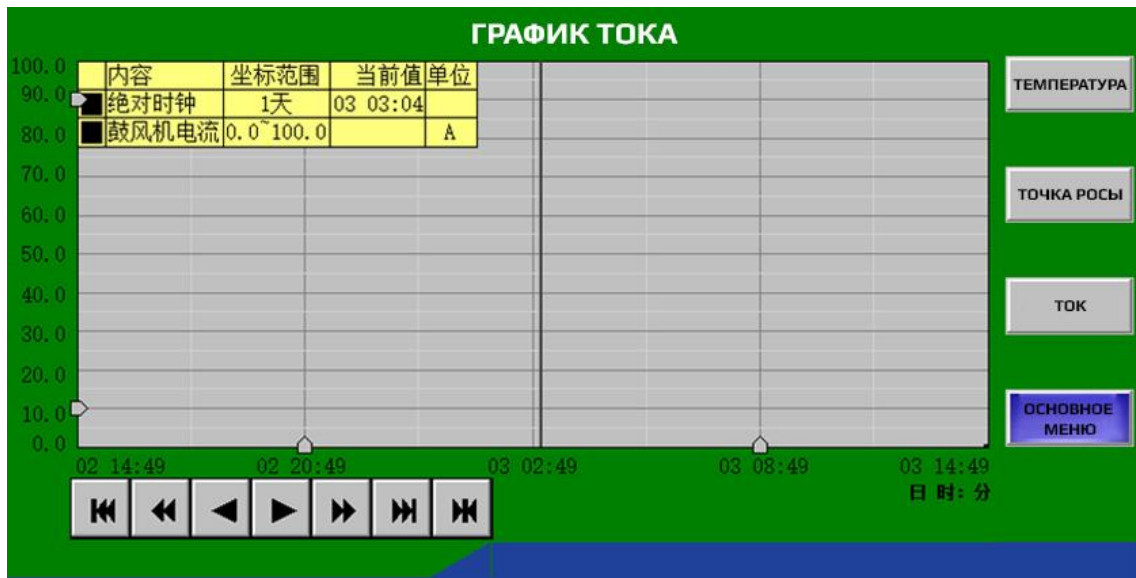 ГРАФИК ТОКА
100.0
90.0
80.0
70.0
60.0
50.0
40.0
30.0
20.0
10.0
0.0
内容 坐标范围 当前值 单位
绝对时钟 1天 03 03:04
鼓风机电流 0.0~100.0 A
02 14:49 02 20:49 03 02:49 03 08:49 03 14:49
日 时:分
ТЕМПЕРАТУРА
ТОЧКА РОСЫ
ТОК
ОСНОВНОЕ
МЕНЮ